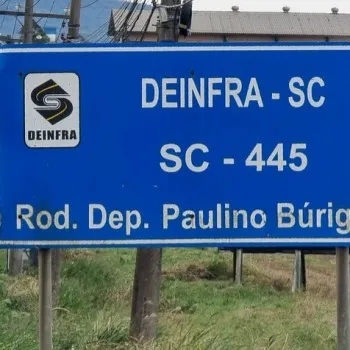 DEINFRA - SC
DEINFRA
SC - 445
Rod. Dep. Paulino Búrig